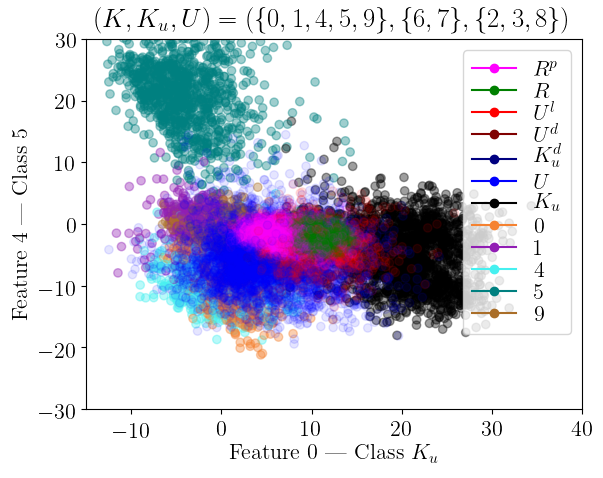 (K, K_u, U) = ({0, 1, 4, 5, 9}, {6, 7}, {2, 3, 8})
30
20
10
0
−10
−20
−30
Feature 4 — Class 5
R^p
R
U^l
U^d
K_u^d
U
K_u
0
1
4
5
9
−10
0
10
20
30
40
Feature 0 — Class K_u